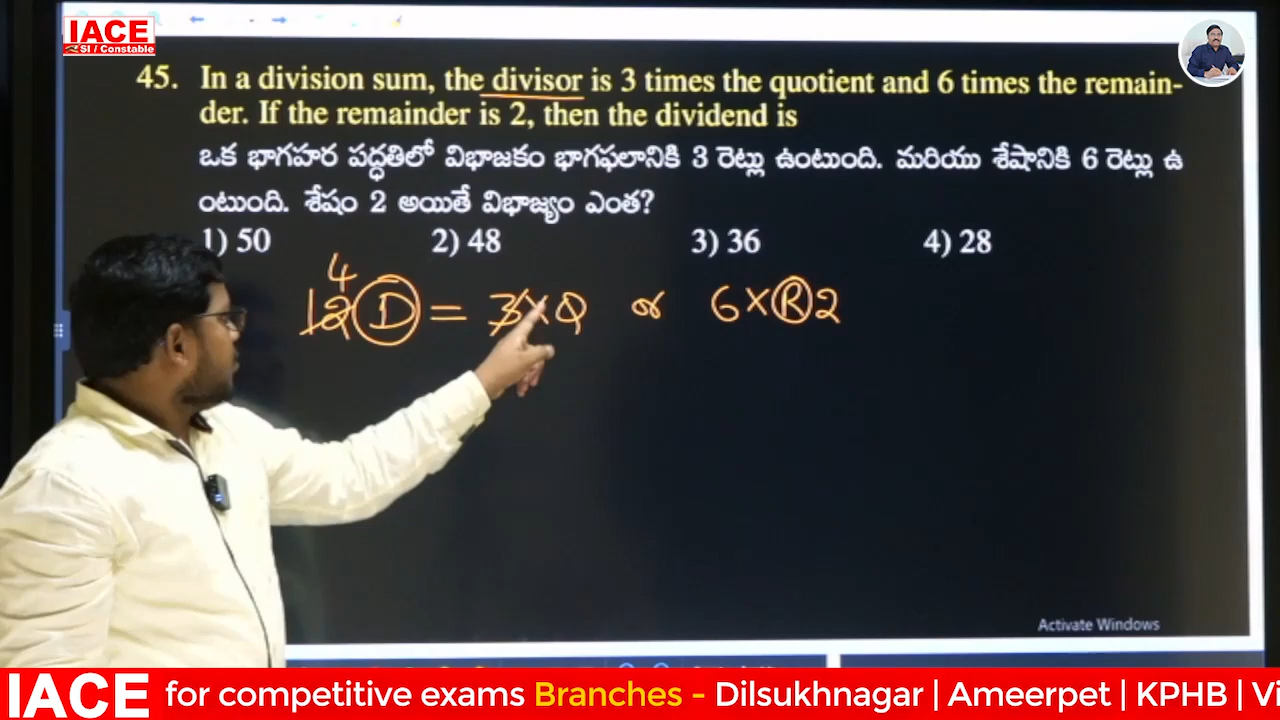 IACE
SI / Constable
45. In a division sum, the divisor is 3 times the quotient and 6 times the remain-
der. If the remainder is 2, then the dividend is
ఒక భాగహర పద్ధతిలో విభాజకం భాగఫలానికి 3 రెట్లు ఉంటుంది. మరియు శేషానికి 6 రెట్లు ఉ
ంటుంది. శేషం 2 అయితే విభాజ్యం ఎంత?
1) 50 2) 48 3) 36 4) 28
4
12 D = 3 X Q or 6 X R 2
Activate Windows
IACE for competitive exams Branches - Dilsukhnagar | Ameerpet | KPHB | Vi